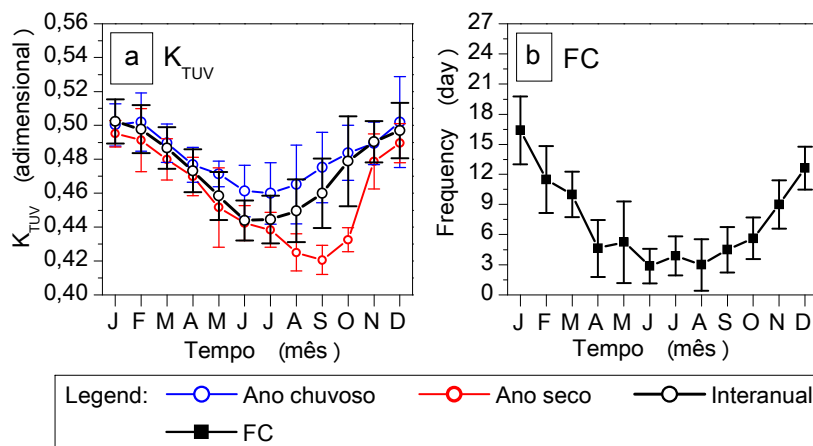 a K_TUV
K_TUV (adimensional)
0,56
0,54
0,52
0,50
0,48
0,46
0,44
0,42
0,40
J F M A M J J A S O N D
Tempo (mês)
b FC
Frequency (day)
27
24
21
18
15
12
9
6
3
0
J F M A M J J A S O N D
Tempo (mês)
Legend: Ano chuvoso Ano seco Interanual
FC